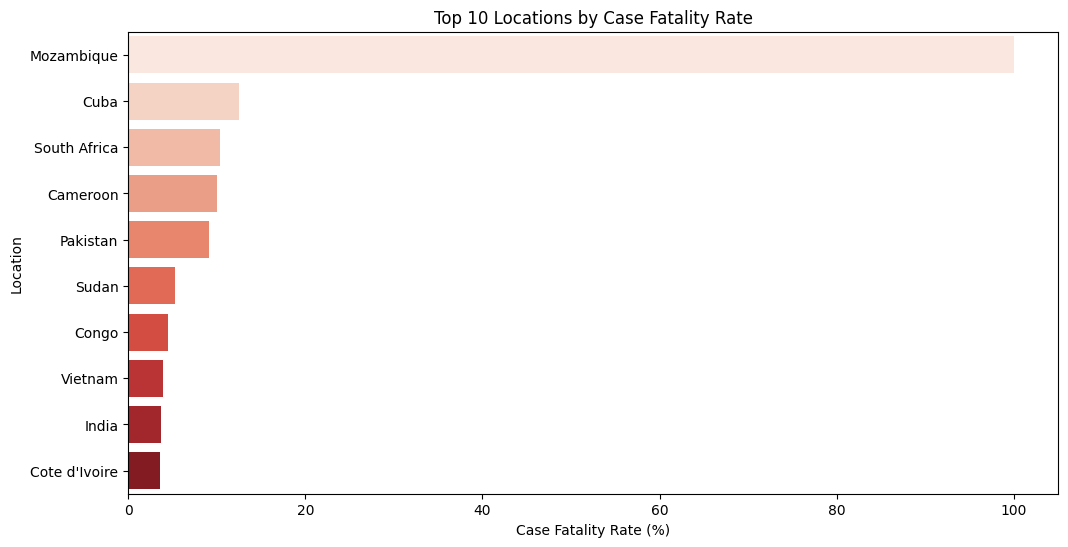 Top 10 Locations by Case Fatality Rate
Location
Mozambique
Cuba
South Africa
Cameroon
Pakistan
Sudan
Congo
Vietnam
India
Cote d'Ivoire
0 20 40 60 80 100
Case Fatality Rate (%)